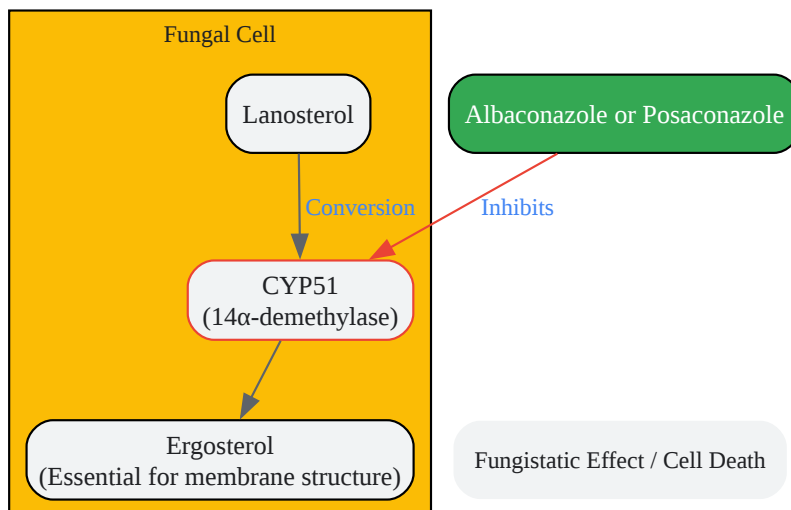 Fungal Cell
Lanosterol
Albaconazole or Posaconazole
Conversion
Inhibits
CYP51
(14α-demethylase)
Ergosterol
(Essential for membrane structure)
Fungistatic Effect / Cell Death